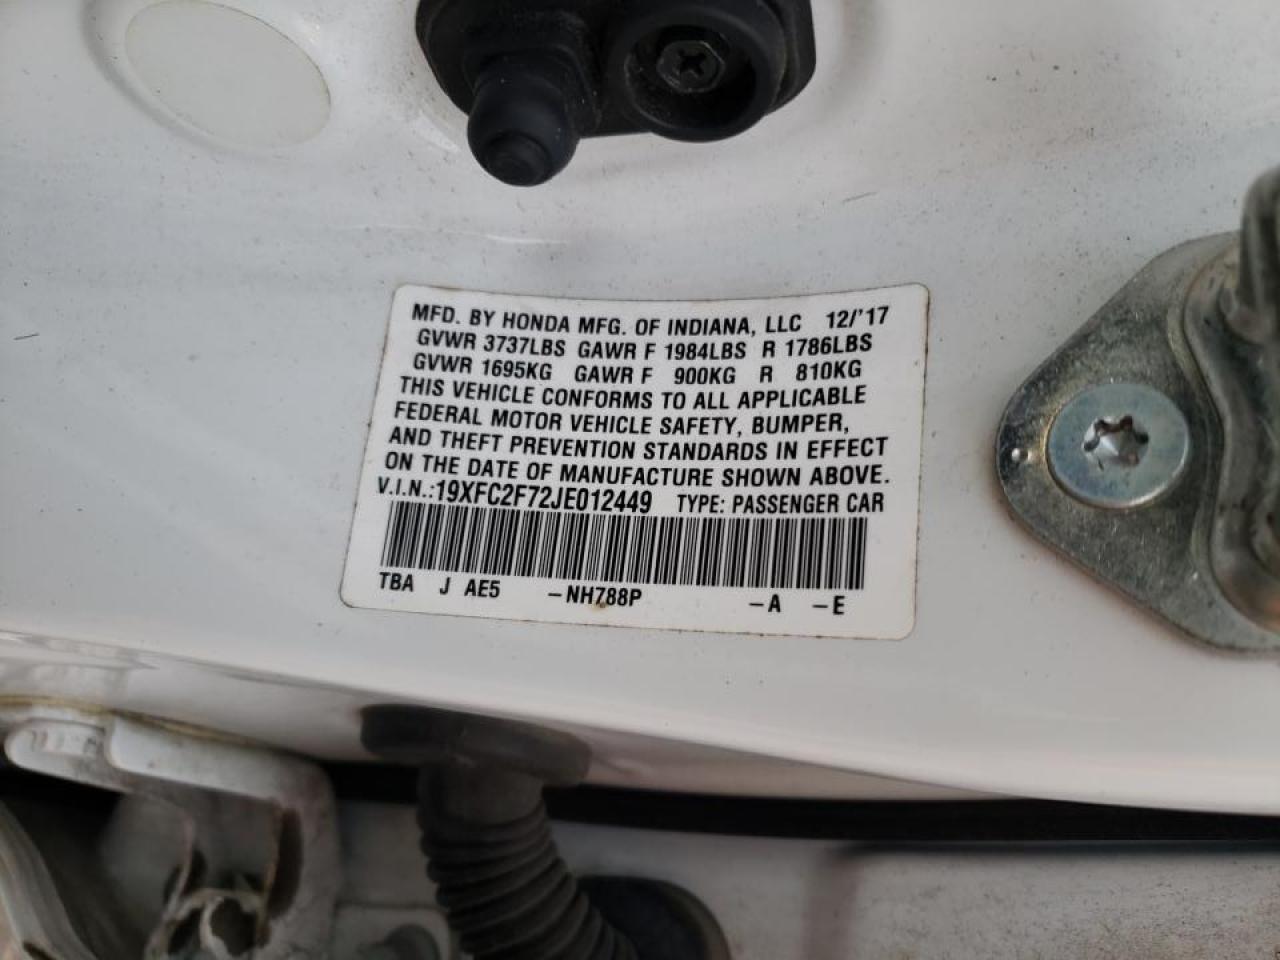 MFD. BY HONDA MFG. OF INDIANA, LLC 12/'17
GVWR 3737LBS GAWR F 1984LBS R 1786LBS
GVWR 1695KG GAWR F 900KG R 810KG
THIS VEHICLE CONFORMS TO ALL APPLICABLE
FEDERAL MOTOR VEHICLE SAFETY, BUMPER,
AND THEFT PREVENTION STANDARDS IN EFFECT
ON THE DATE OF MANUFACTURE SHOWN ABOVE.
V.I.N.:19XFC2F72JE012449 TYPE: PASSENGER CAR
TBA J AE5 -NH788P -A -E